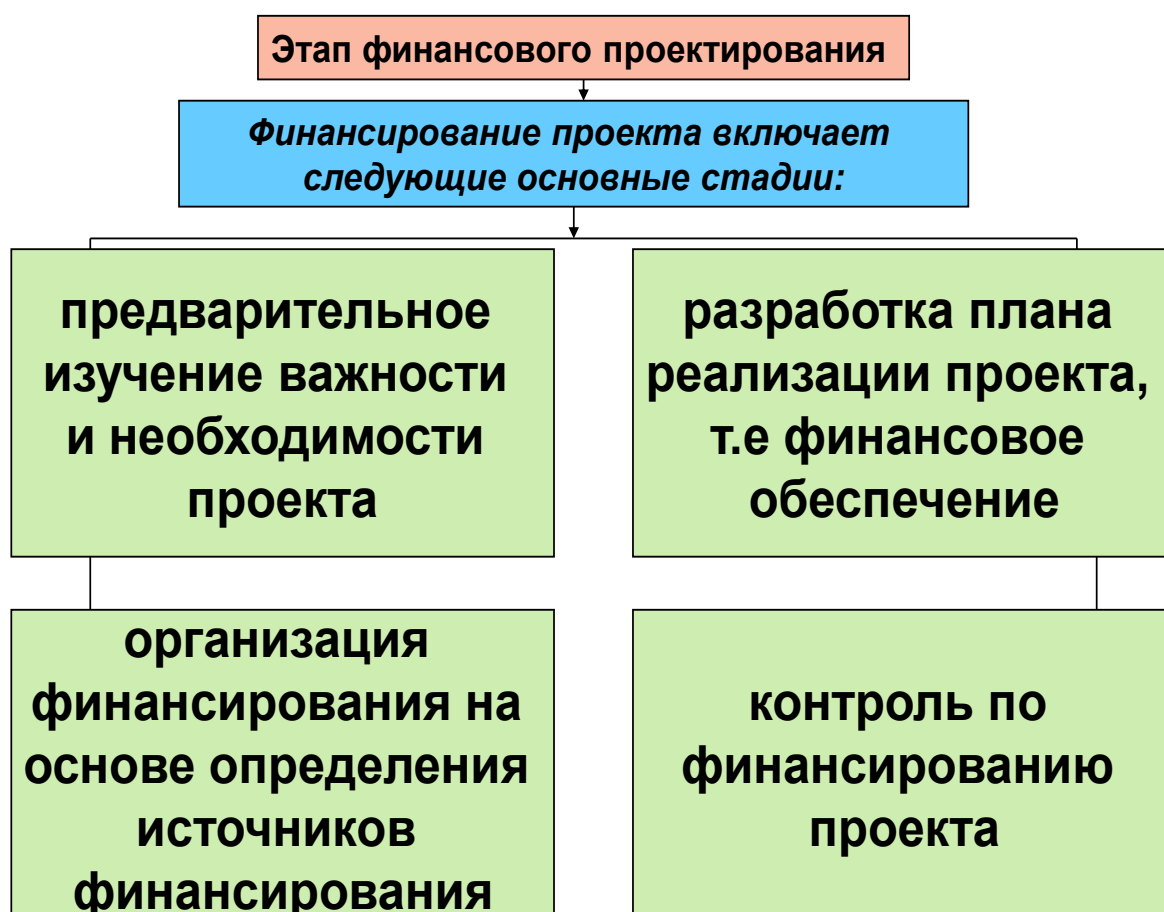 Этап финансового проектирования
Финансирование проекта включает
следующие основные стадии:
предварительное
изучение важности
и необходимости
проекта
разработка плана
реализации проекта,
т.е финансовое
обеспечение
организация
финансирования на
основе определения
источников
финансирования
контроль по
финансированию
проекта